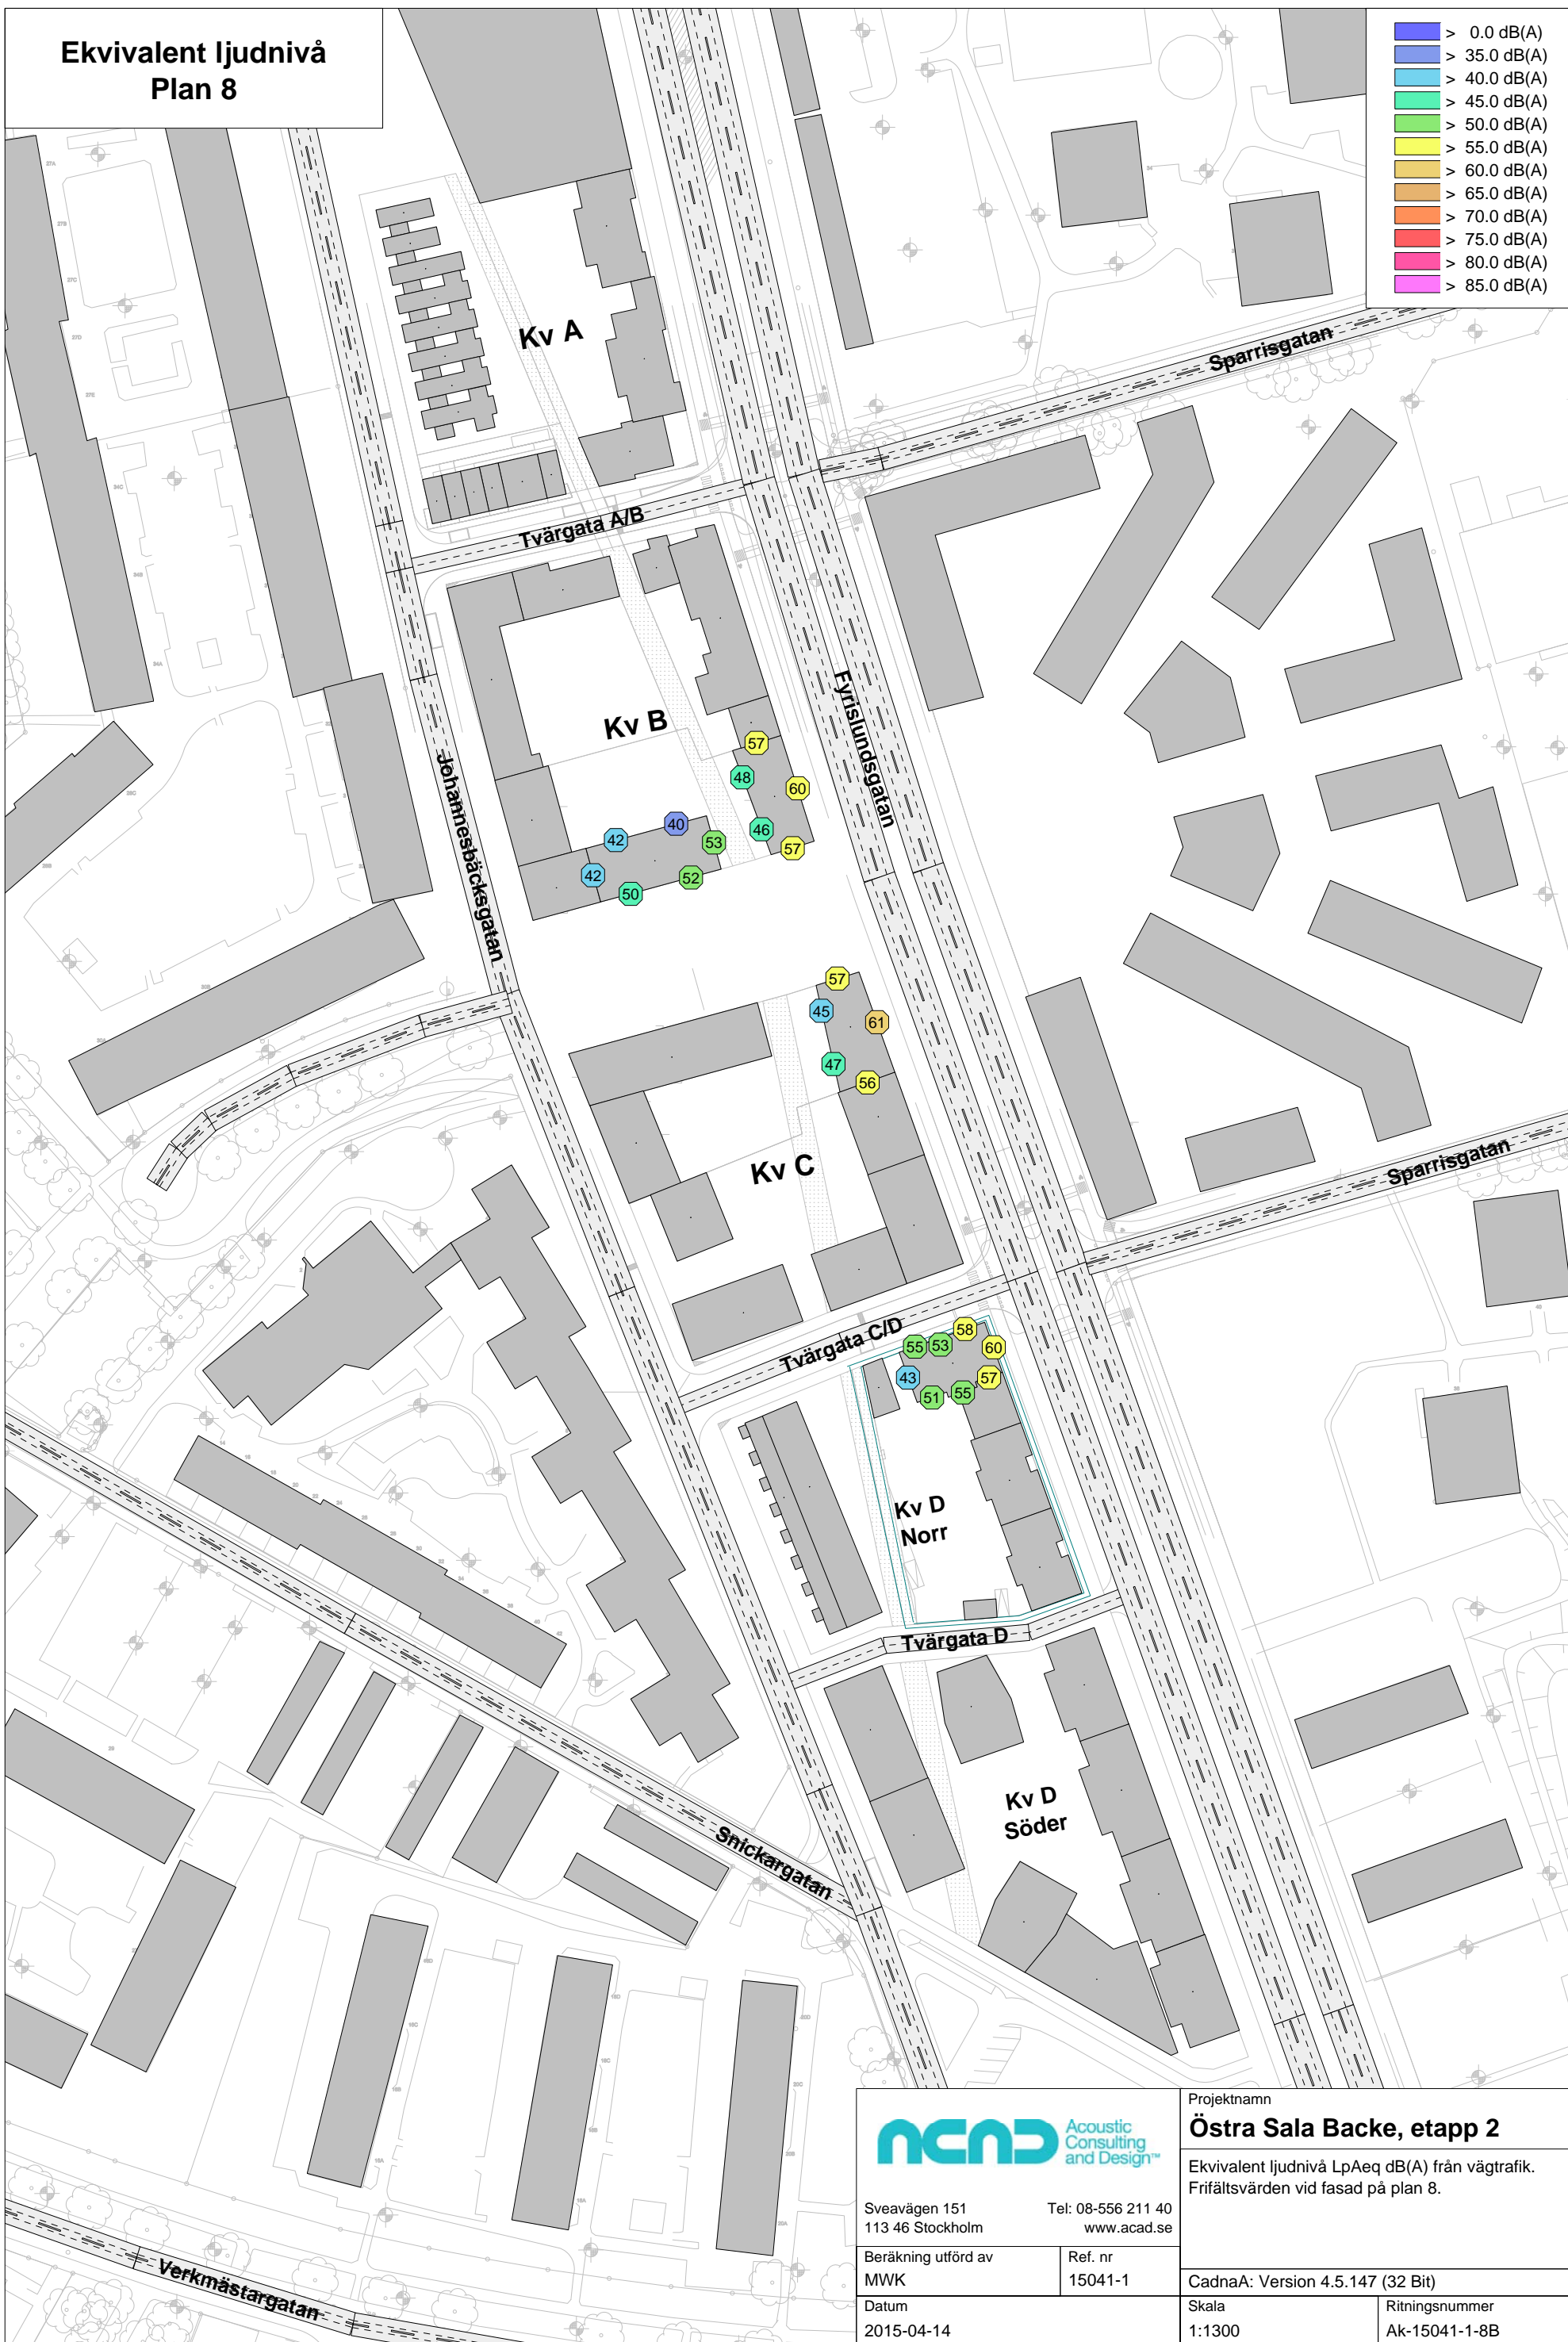 Ekvivalent ljudnivå
Plan 8
> 0.0 dB(A)
> 35.0 dB(A)
> 40.0 dB(A)
> 45.0 dB(A)
> 50.0 dB(A)
> 55.0 dB(A)
> 60.0 dB(A)
> 65.0 dB(A)
> 70.0 dB(A)
> 75.0 dB(A)
> 80.0 dB(A)
> 85.0 dB(A)
Kv A
Sparrisgatan
Tvärgata A/B
Fyrislundsgatan
Kv B
Johannesbäcksgatan
57
48
60
40
46
42
53
57
42
52
50
57
45
61
47
56
Kv C
Sparrisgatan
Tvärgata C/D
58
55
53
60
43
57
51
55
Kv D
Norr
Tvärgata D
Kv D
Söder
Snickargatan
Verkmästargatan
acad
Acoustic
Consulting
and Design™
Sveavägen 151
113 46 Stockholm
Tel: 08-556 211 40
www.acad.se
Beräkning utförd av
MWK
Ref. nr
15041-1
Datum
2015-04-14
Projektnamn
Östra Sala Backe, etapp 2
Ekvivalent ljudnivå LpAeq dB(A) från vägtrafik.
Frifältsvärden vid fasad på plan 8.
CadnaA: Version 4.5.147 (32 Bit)
Skala
1:1300
Ritningsnummer
Ak-15041-1-8B